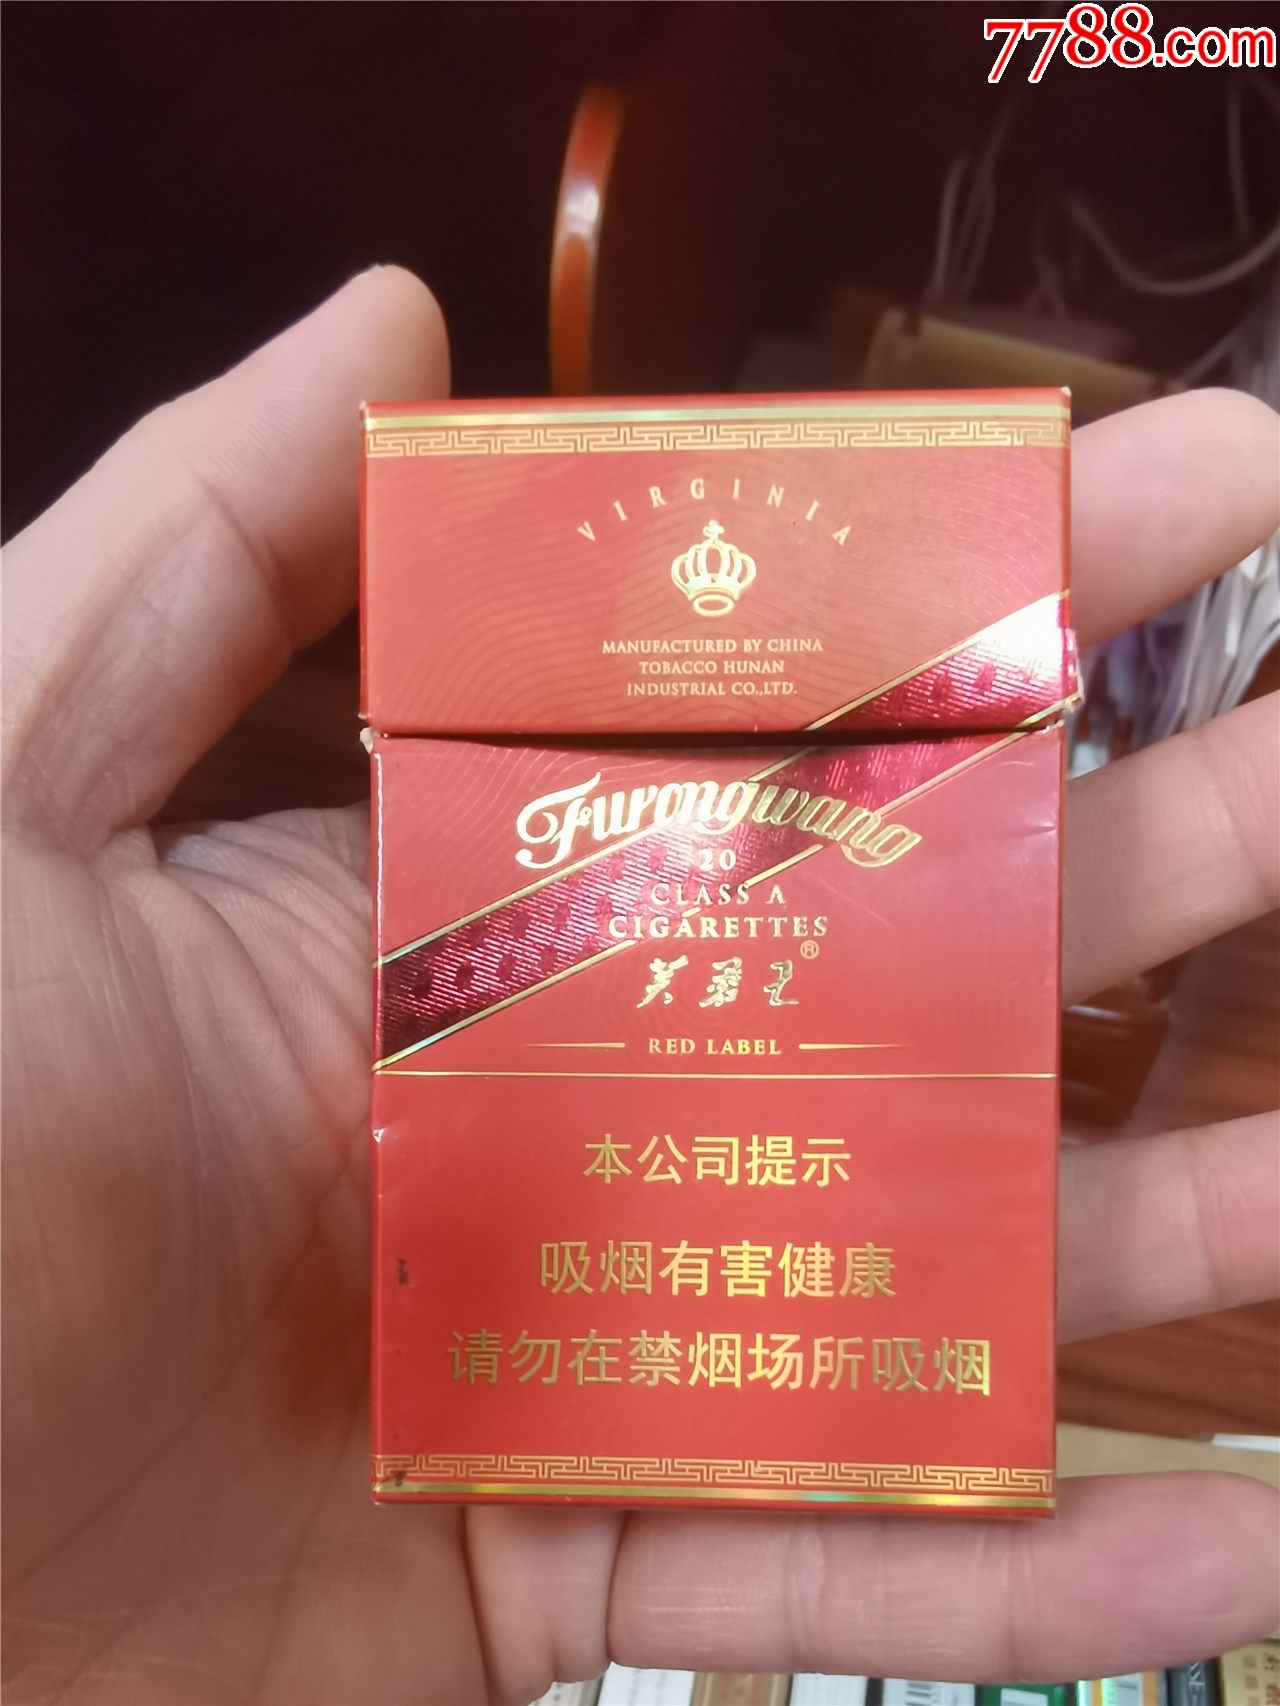 7788.com
VIRGINIA
MANUFACTURED BY CHINA
TOBACCO HUNAN
INDUSTRIAL CO.,LTD.
Furongwang
20
CLASS A
CIGARETTES
芙蓉王®
RED LABEL
本公司提示
吸烟有害健康
请勿在禁烟场所吸烟